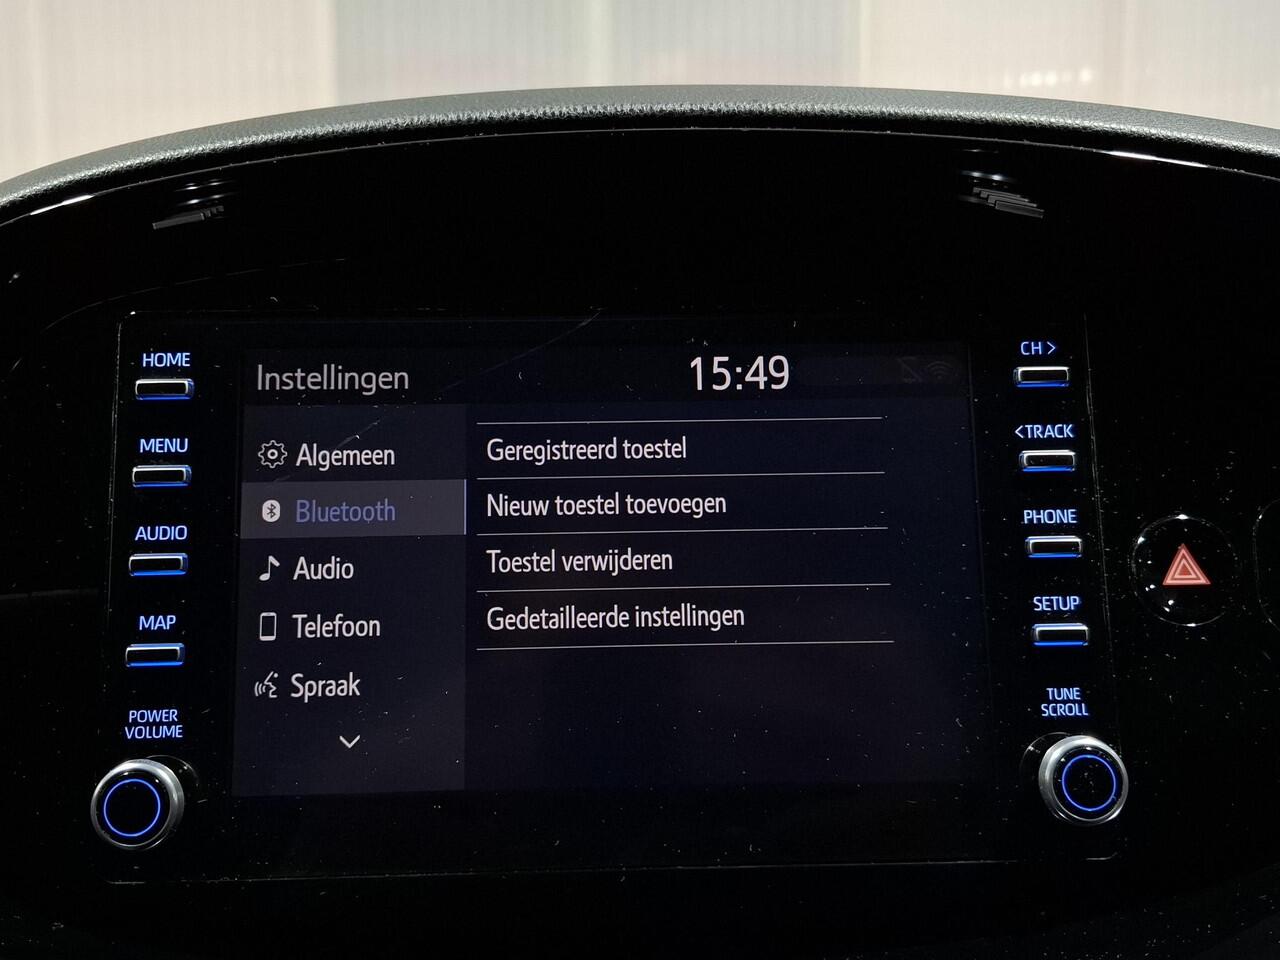 HOME
MENU
AUDIO
MAP
POWER
VOLUME
Instellingen
15:49
Algemeen
Bluetooth
Audio
Telefoon
Spraak
Geregistreerd toestel
Nieuw toestel toevoegen
Toestel verwijderen
Gedetailleerde instellingen
CH >
<TRACK
PHONE
SETUP
TUNE
SCROLL